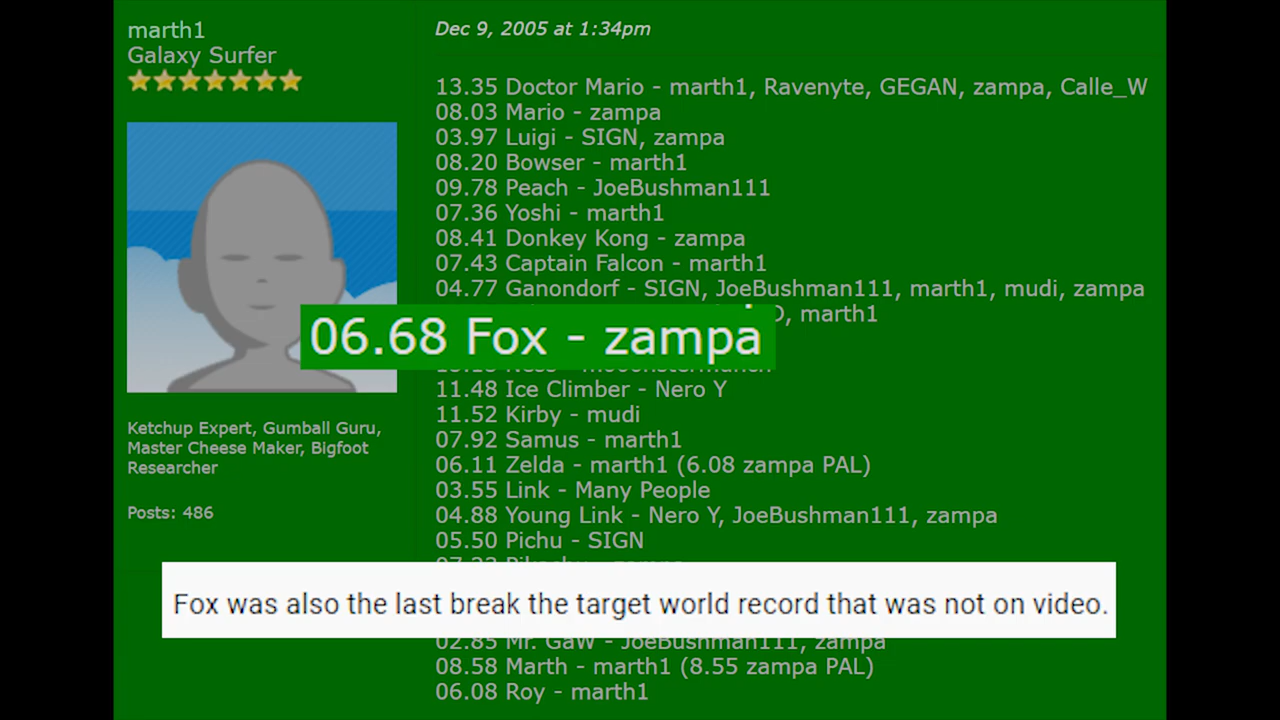 marth1
Galaxy Surfer
Ketchup Expert, Gumball Guru,
Master Cheese Maker, Bigfoot
Researcher
Posts: 486
Dec 9, 2005 at 1:34pm
13.35 Doctor Mario - marth1, Ravenyte, GEGAN, zampa, Calle_W
08.03 Mario - zampa
03.97 Luigi - SIGN, zampa
08.20 Bowser - marth1
09.78 Peach - JoeBushman111
07.36 Yoshi - marth1
08.41 Donkey Kong - zampa
07.43 Captain Falcon - marth1
04.77 Ganondorf - SIGN, JoeBushman111, marth1, mudi, zampa
, marth1
06.68 Fox - zampa
11.48 Ice Climber - Nero Y
11.52 Kirby - mudi
07.92 Samus - marth1
06.11 Zelda - marth1 (6.08 zampa PAL)
03.55 Link - Many People
04.88 Young Link - Nero Y, JoeBushman111, zampa
05.50 Pichu - SIGN
Fox was also the last break the target world record that was not on video.
02.85 Mr. GaW - JoeBushman111, zampa
08.58 Marth - marth1 (8.55 zampa PAL)
06.08 Roy - marth1